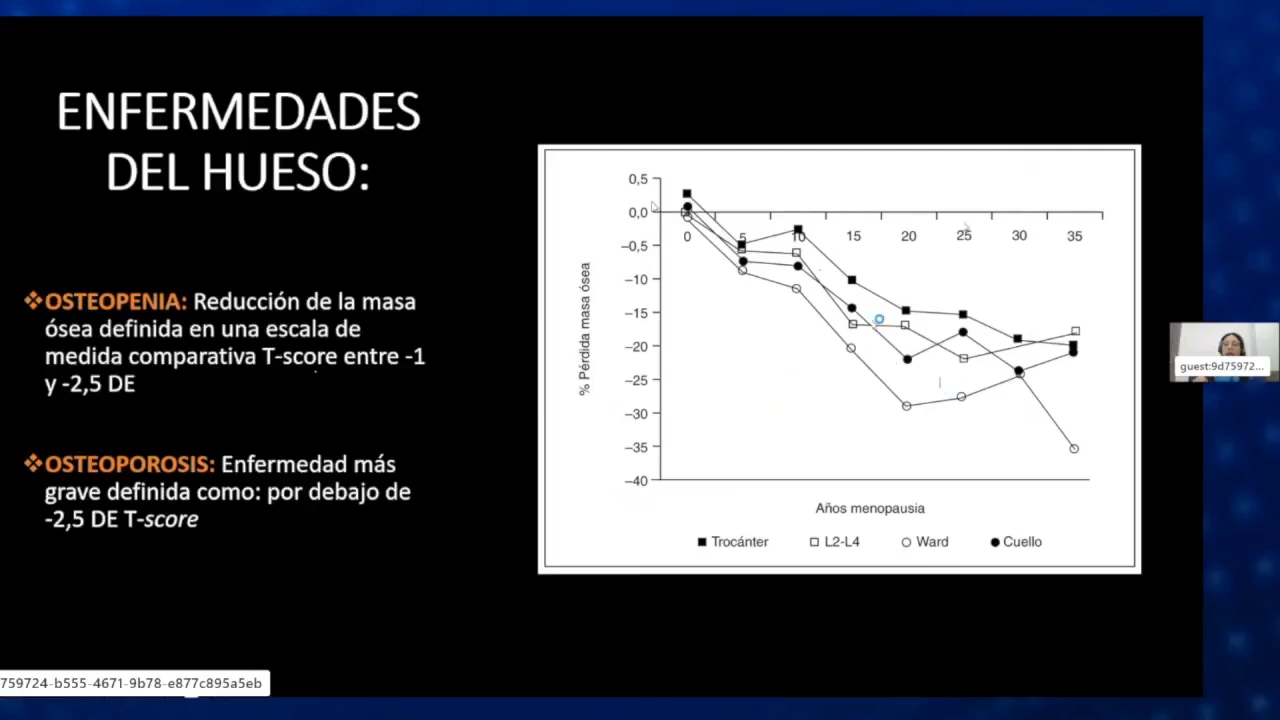 ENFERMEDADES
DEL HUESO:
❖OSTEOPENIA: Reducción de la masa
ósea definida en una escala de
medida comparativa T-score entre -1
y -2,5 DE
❖OSTEOPOROSIS: Enfermedad más
grave definida como: por debajo de
-2,5 DE T-score
0,5
0,0
–0,5
–10
–15
–20
–25
–30
–35
–40
0 5 10 15 20 25 30 35
% Pérdida masa ósea
Años menopausia
Trocánter L2-L4 Ward Cuello
guest:9d75972...
759724-b555-4671-9b78-e877c895a5eb